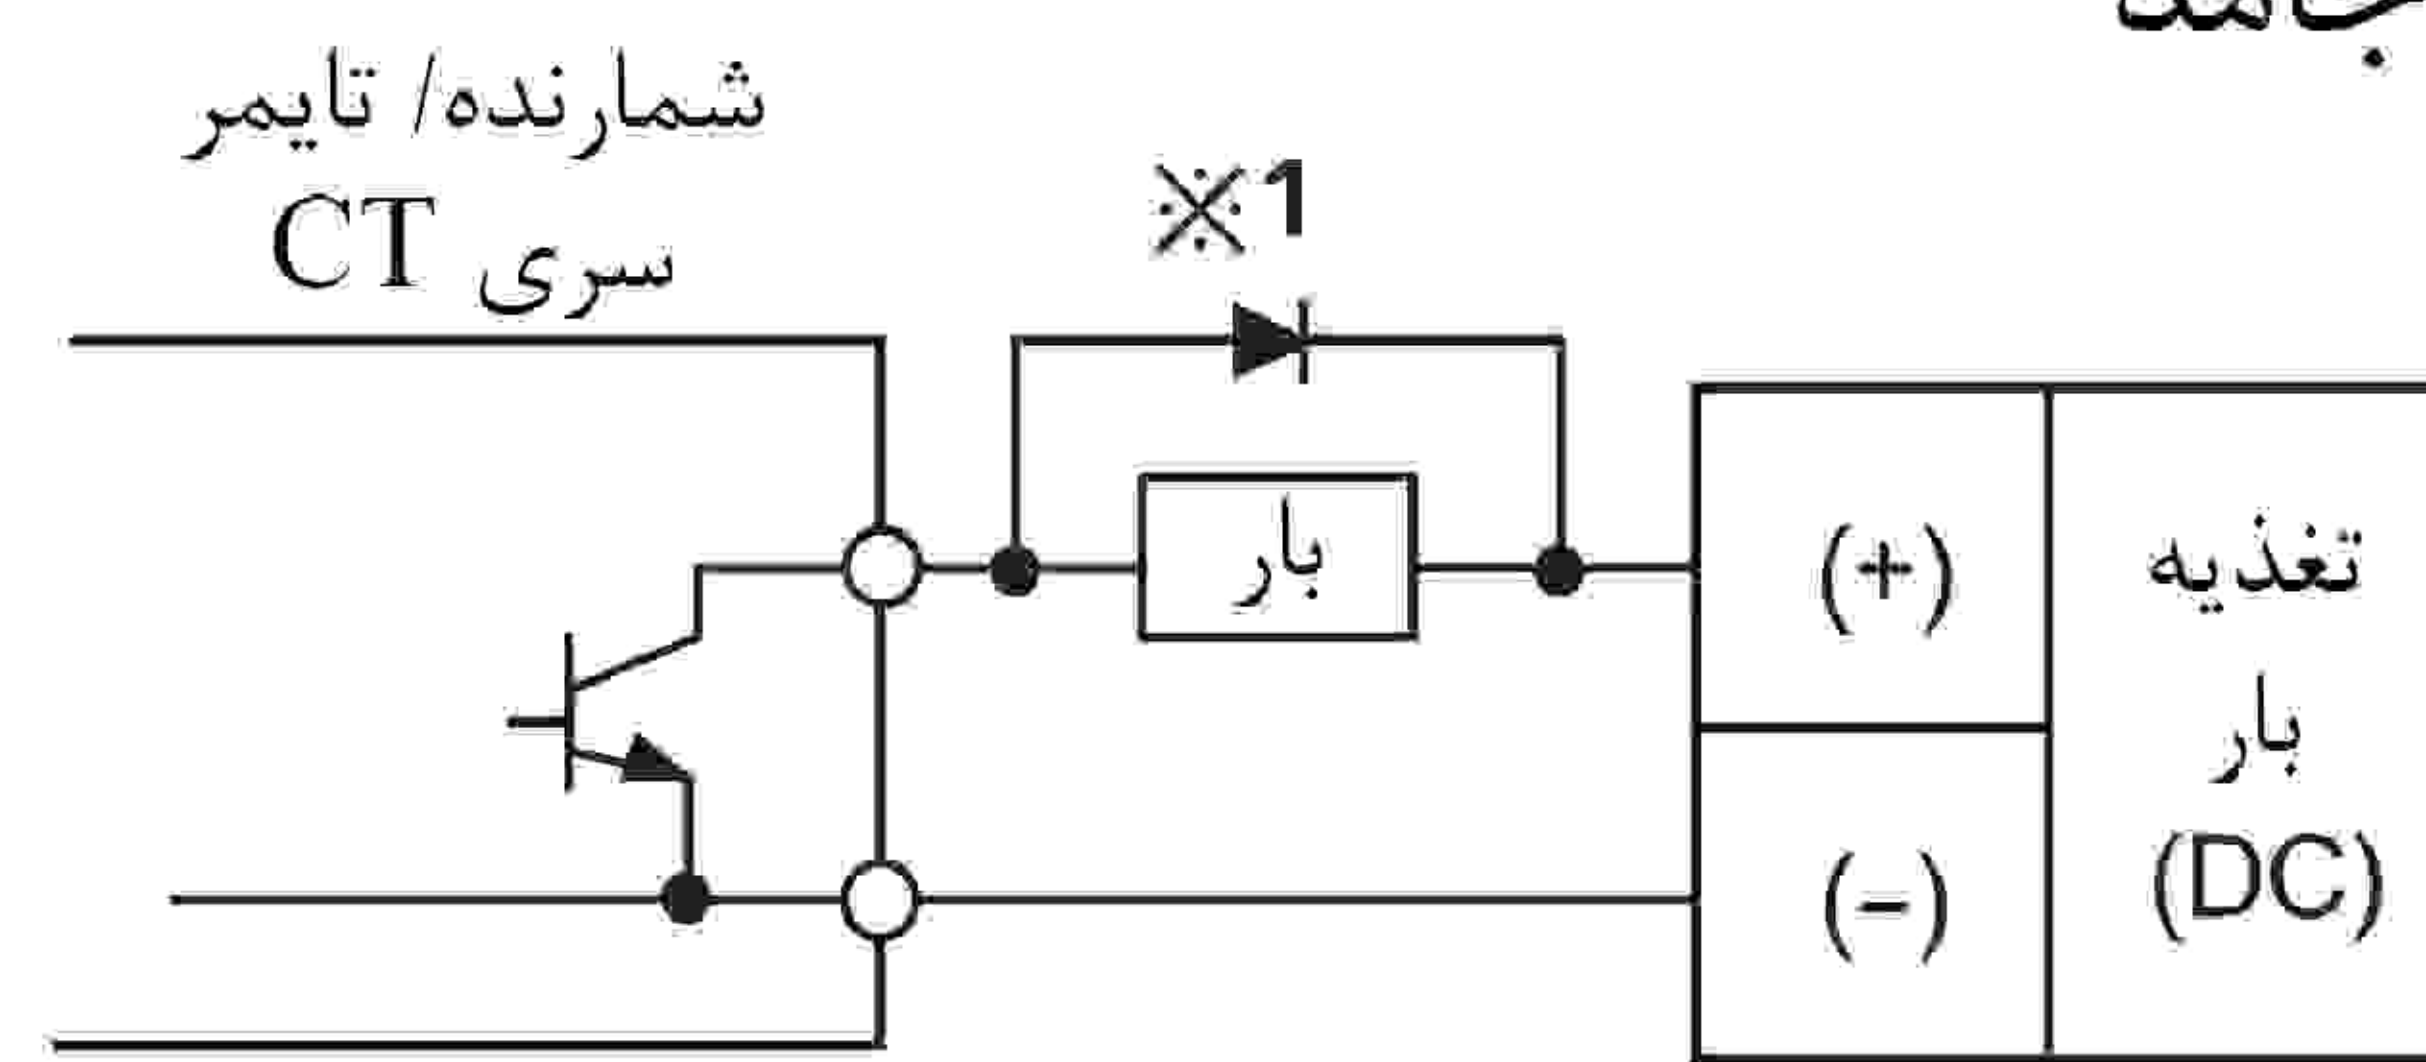 شمارنده/ تایمر
سری CT
※1
بار
(+)
(−)
تغذیه
بار
(DC)